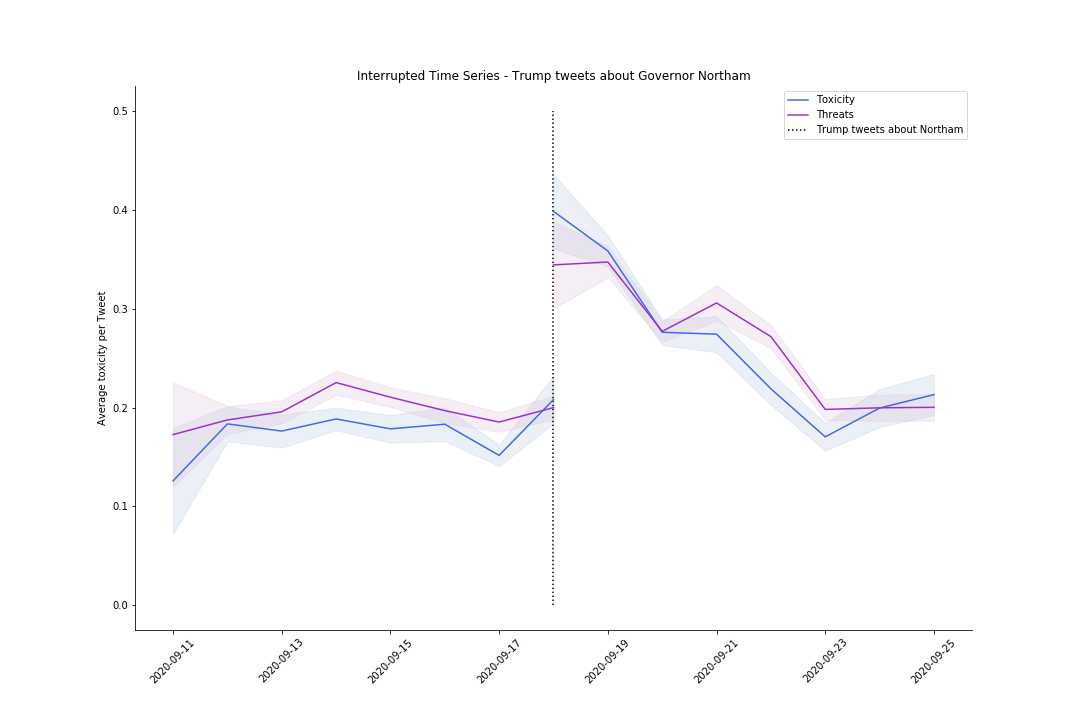 Interrupted Time Series - Trump tweets about Governor Northam
Toxicity
Threats
Trump tweets about Northam
Average toxicity per Tweet
0.5
0.4
0.3
0.2
0.1
0.0
2020-09-11
2020-09-13
2020-09-15
2020-09-17
2020-09-19
2020-09-21
2020-09-23
2020-09-25